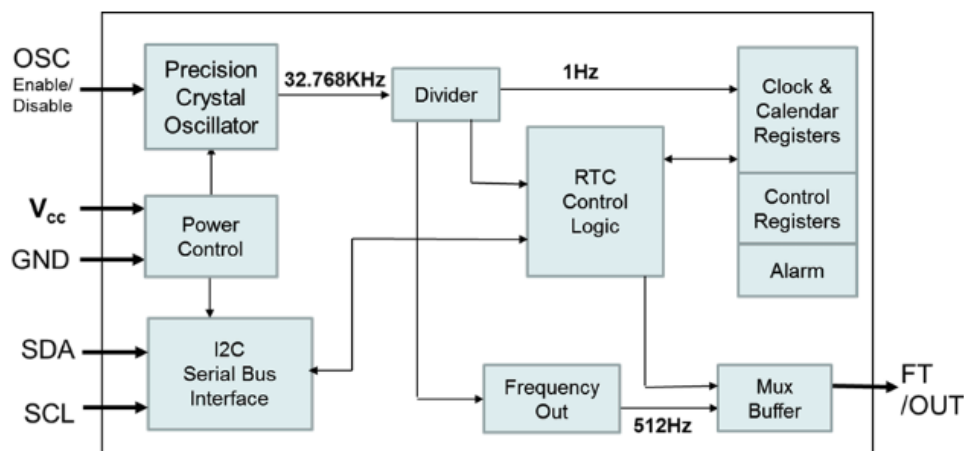 OSC
Enable/
Disable
Precision
Crystal
Oscillator
32.768KHz
Divider
1Hz
Clock &
Calendar
Registers
RTC
Control
Logic
Control
Registers
Alarm
Vcc
GND
Power
Control
SDA
SCL
I2C
Serial Bus
Interface
Frequency
Out
512Hz
Mux
Buffer
FT
/OUT